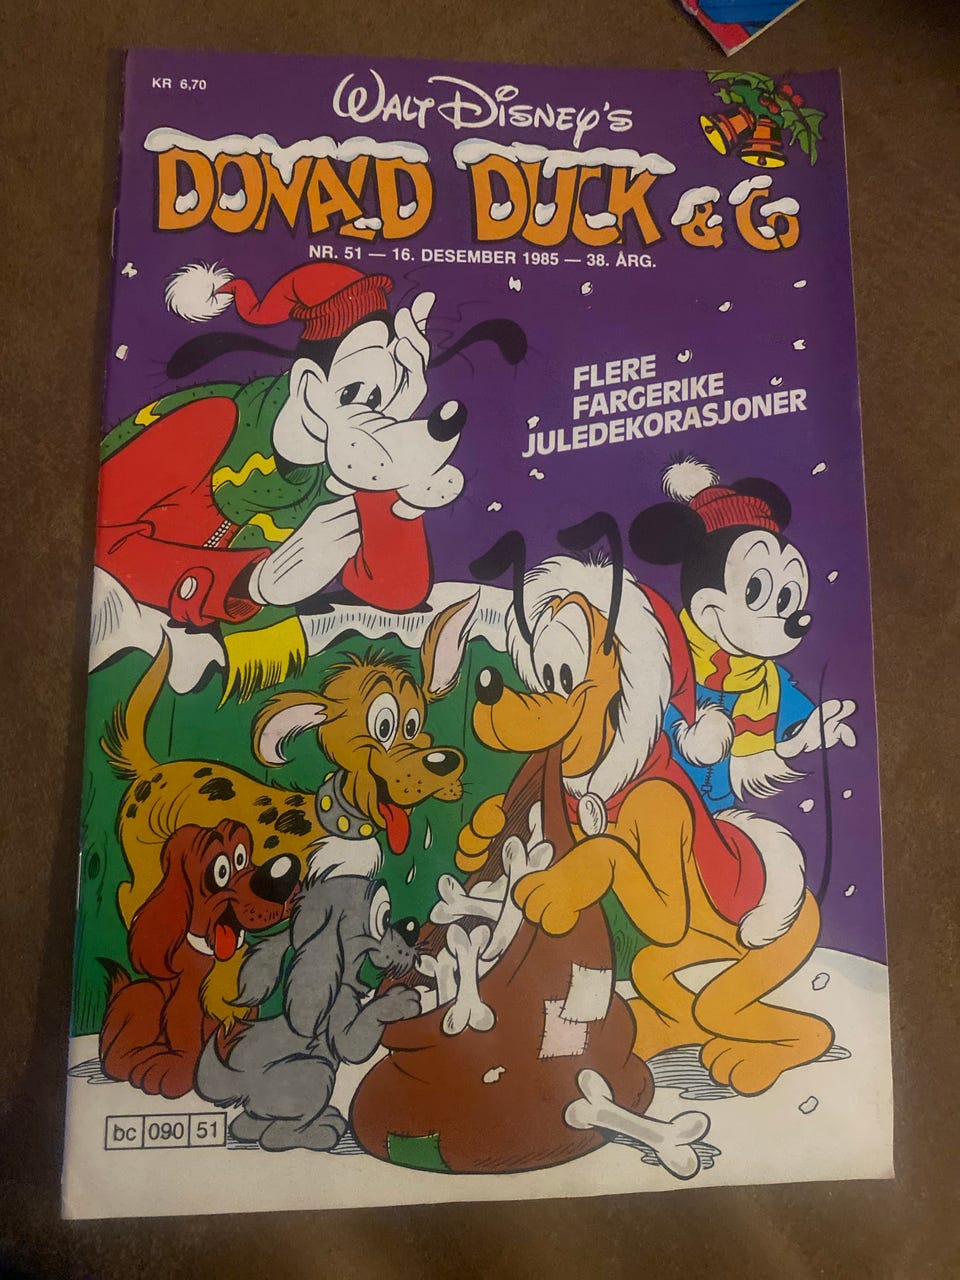 KR 6,70
WALT DISNEY'S
DONALD DUCK & Co
NR. 51 — 16. DESEMBER 1985 — 38. ÅRG.
FLERE
FARGERIKE
JULEDEKORASJONER
bc 090 51